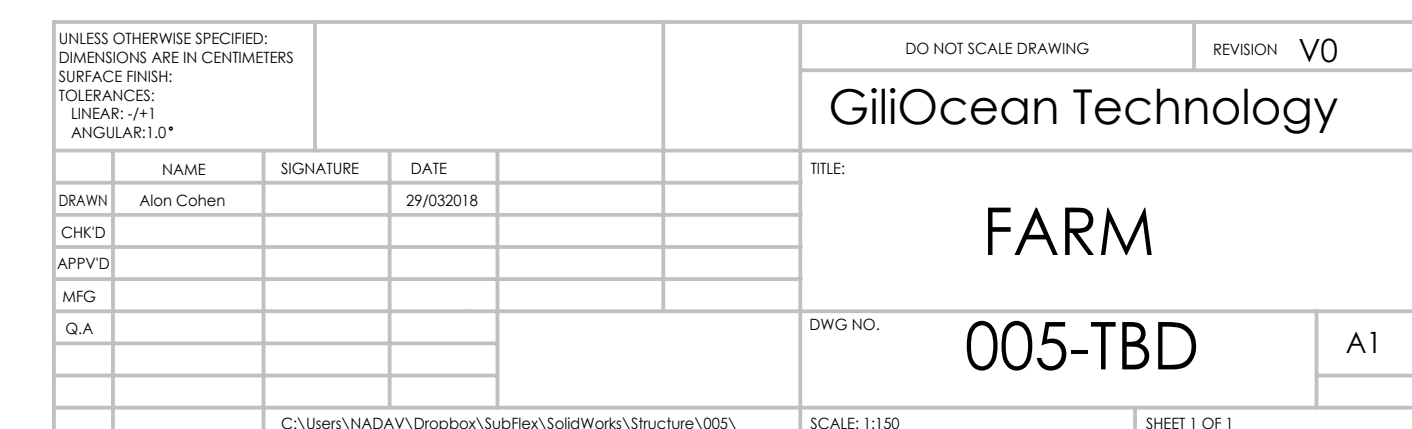 UNLESS OTHERWISE SPECIFIED:
DIMENSIONS ARE IN CENTIMETERS
SURFACE FINISH:
TOLERANCES:
LINEAR: -/+1
ANGULAR:1.0°
DO NOT SCALE DRAWING
REVISION V0
GiliOcean Technology
NAME SIGNATURE DATE
DRAWN Alon Cohen 29/032018
CHK'D
APPV'D
MFG
Q.A
TITLE:
FARM
DWG NO.
005-TBD
A1
C:\Users\NADAV\Dropbox\SubFlex\SolidWorks\Structure\005\
SCALE: 1:150
SHEET 1 OF 1